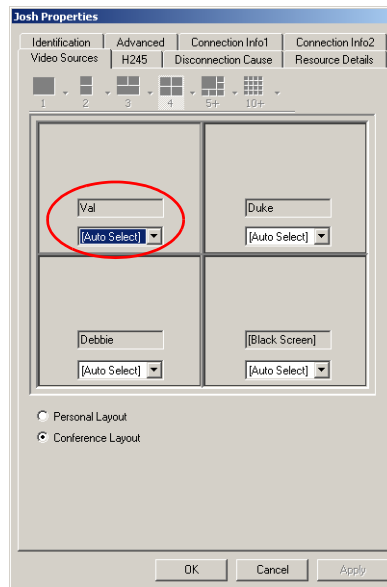 Josh Properties
Identification Advanced Connection Info1 Connection Info2
Video Sources H245 Disconnection Cause Resource Details
1 2 3 4 5+ 10+
Val Duke
[Auto Select] [Auto Select]
Debbie [Black Screen]
[Auto Select] [Auto Select]
Personal Layout
Conference Layout
OK Cancel Apply